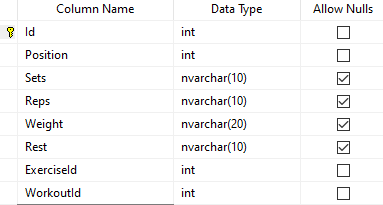 Column Name Data Type Allow Nulls
Id int
Position int
Sets nvarchar(10)
Reps nvarchar(10)
Weight nvarchar(20)
Rest nvarchar(10)
ExerciseId int
WorkoutId int